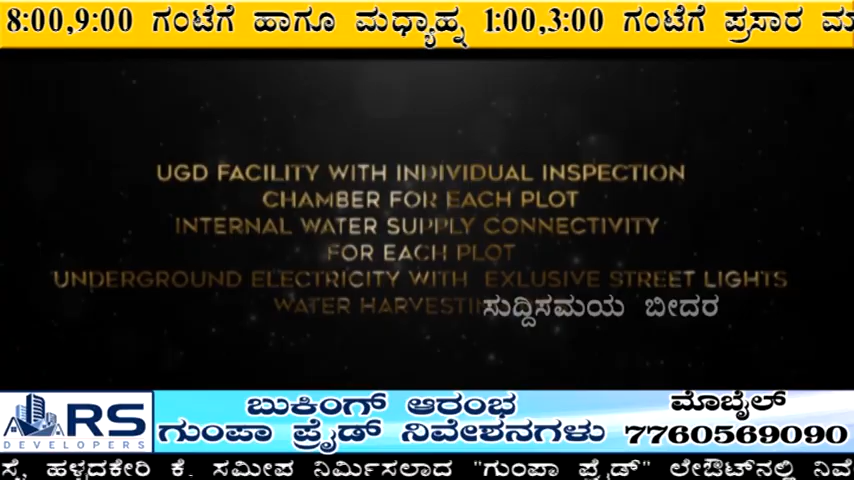 8:00,9:00 ಗಂಟೆಗೆ ಹಾಗೂ ಮಧ್ಯಾಹ್ನ 1:00,3:00 ಗಂಟೆಗೆ ಪ್ರಸಾರ
UGD FACILITY WITH INDIVIDUAL INSPECTION
CHAMBER FOR EACH PLOT
INTERNAL WATER SUPPLY CONNECTIVITY
FOR EACH PLOT
UNDERGROUND ELECTRICITY WITH EXLUSIVE STREET LIGHTS
WATER
ಸುದ್ದಿಸಮಯ ಬೀದರ
RS
DEVELOPERS
ಬುಕಿಂಗ್ ಆರಂಭ
ಗುಂಪಾ ಪ್ರೈಡ್ ನಿವೇಶನಗಳು
ಮೊಬೈಲ್
7760569090
ಹಳ್ಳದಕೇರಿ ಕೆ. ಸಮೀಪ ನಿರ್ಮಿಸಲಾದ "ಗುಂಪಾ ಪ್ರೈಡ್" ಲೇಔಟ್‌ನಲ್ಲಿ